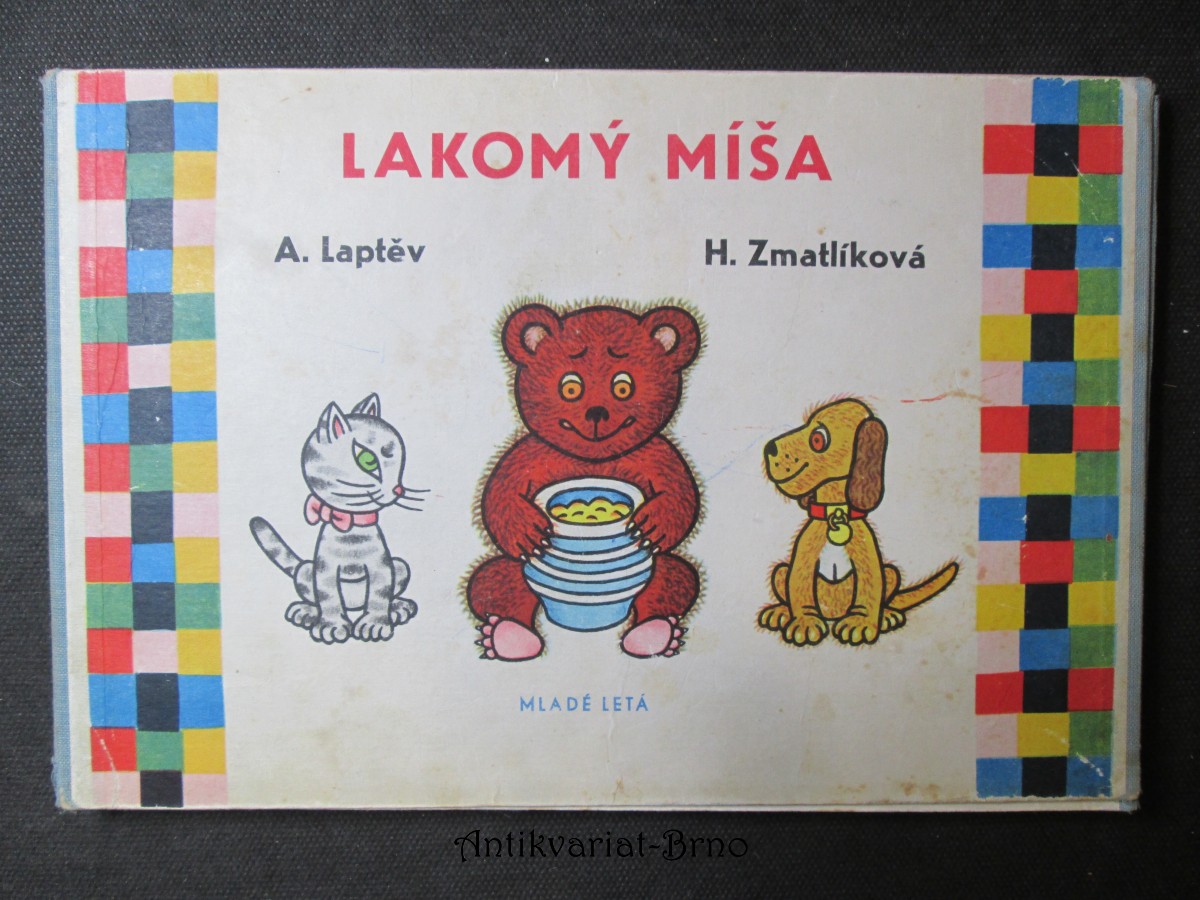 LAKOMÝ MÍŠA
A. Laptěv
H. Zmatlíková
MLADÉ LETÁ
Antikvariat-Brno